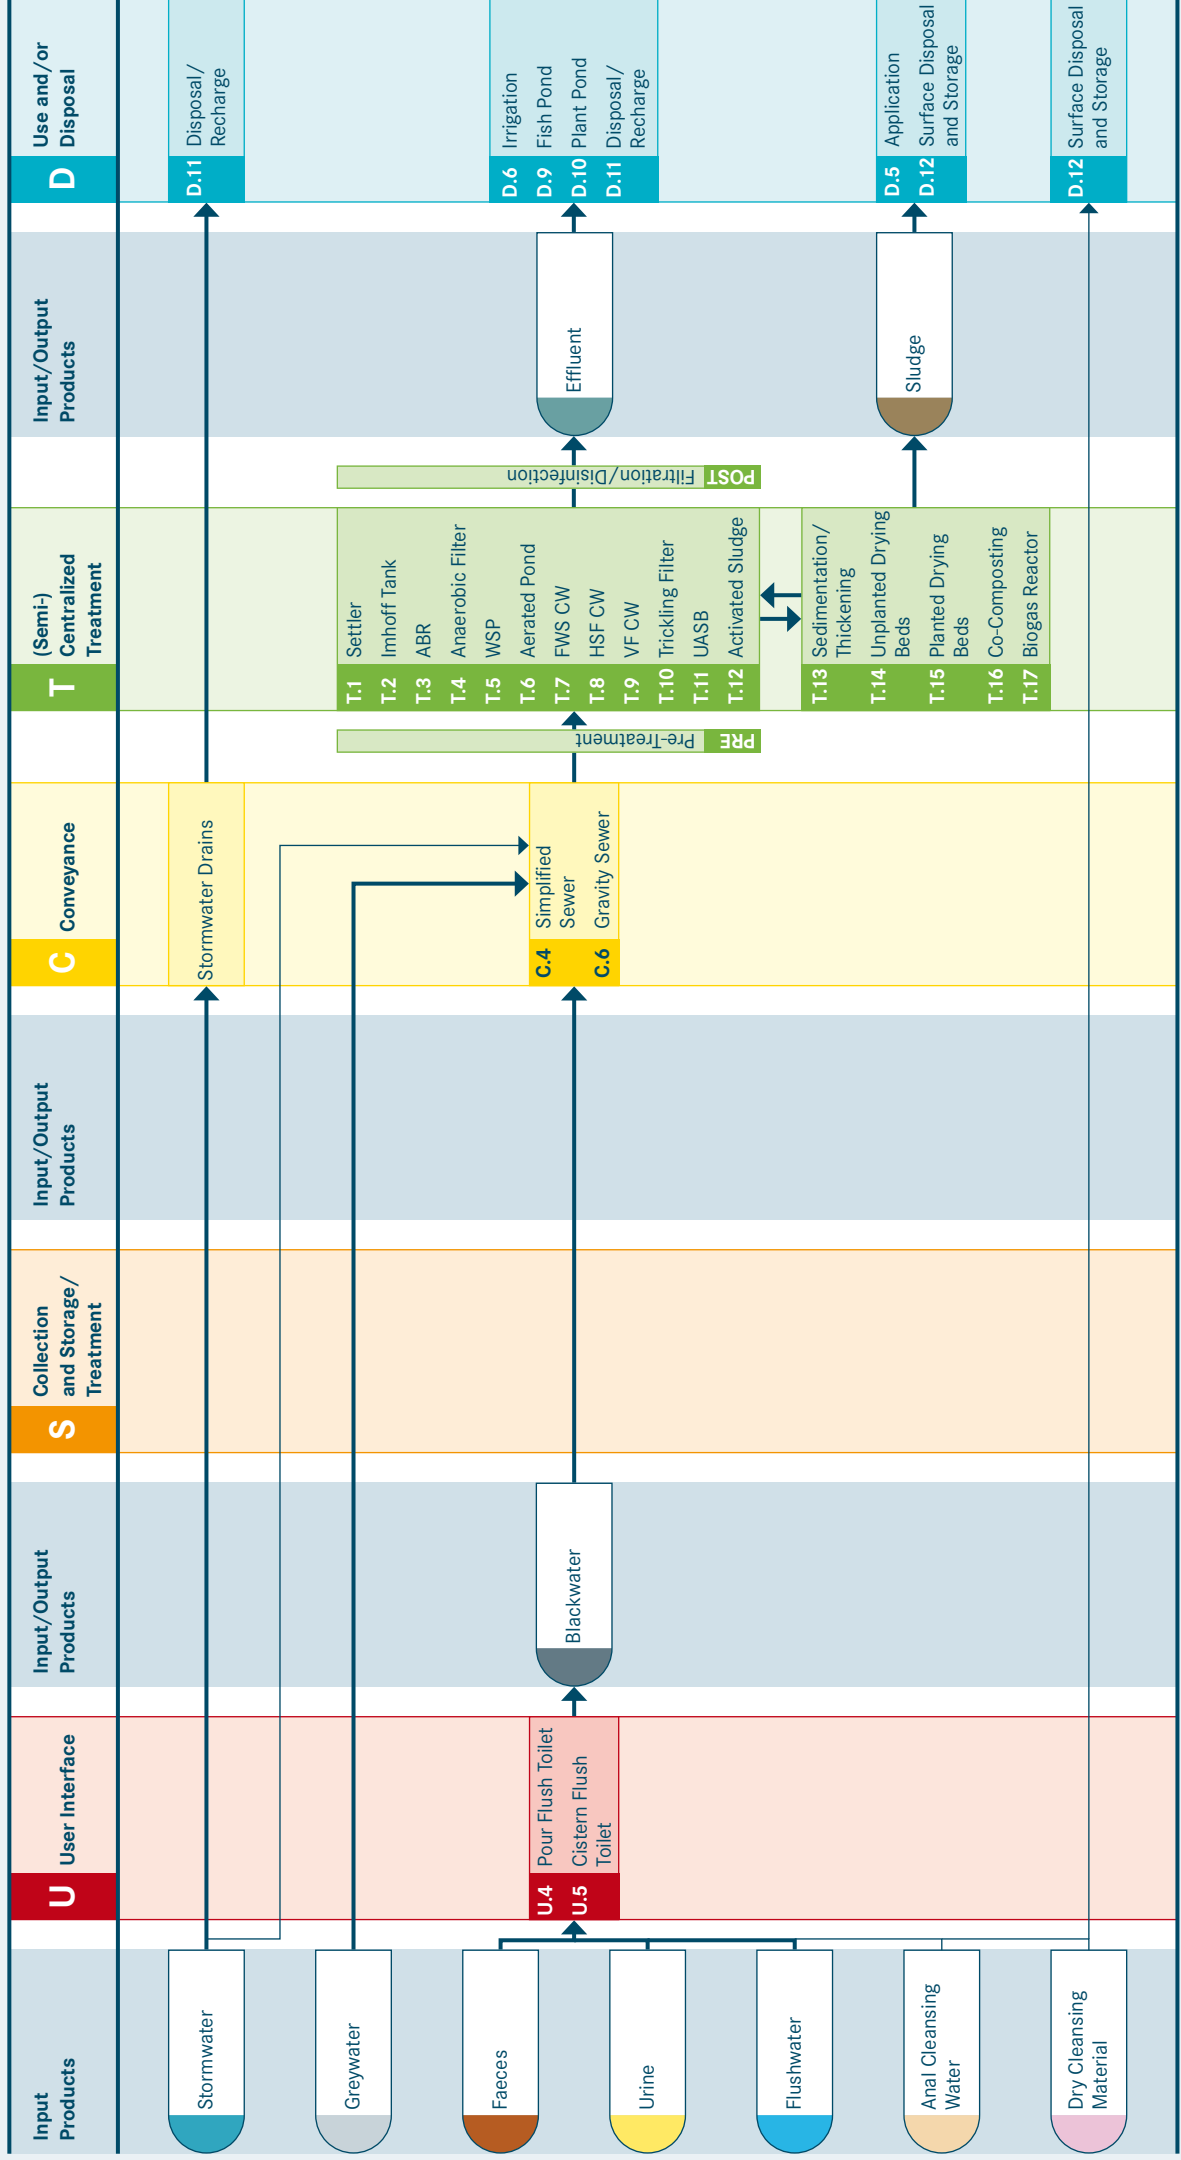 Input
Products
U
User Interface
Input/Output
Products
S
Collection
and Storage/
Treatment
Input/Output
Products
C
Conveyance
T
(Semi-)
Centralized
Treatment
Input/Output
Products
D
Use and/or
Disposal
Stormwater
Stormwater Drains
D.11
Disposal/
Recharge
Greywater
Faeces
Urine
Flushwater
Anal Cleansing
Water
Dry Cleansing
Material
U.4 Pour Flush Toilet
U.5 Cistern Flush
Toilet
Blackwater
C.4 Simplified
Sewer
C.6 Gravity Sewer
PRE Pre-Treatment
T.1 Settler
T.2 Imhoff Tank
T.3 ABR
T.4 Anaerobic Filter
T.5 WSP
T.6 Aerated Pond
T.7 FWS CW
T.8 HSF CW
T.9 VF CW
T.10 Trickling Filter
T.11 UASB
T.12 Activated Sludge
T.13 Sedimentation/
Thickening
T.14 Unplanted Drying
Beds
T.15 Planted Drying
Beds
T.16 Co-Composting
T.17 Biogas Reactor
POST Filtration/Disinfection
Effluent
Sludge
D.6 Irrigation
D.9 Fish Pond
D.10 Plant Pond
D.11 Disposal/
Recharge
D.5 Application
D.12 Surface Disposal
and Storage
D.12 Surface Disposal
and Storage